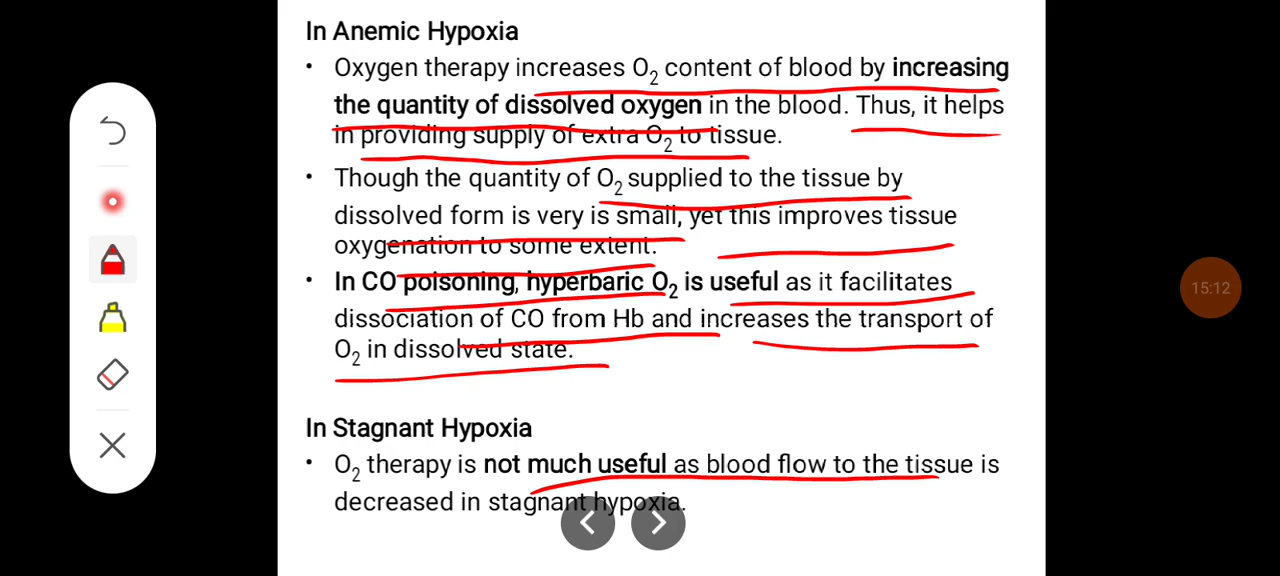 In Anemic Hypoxia
• Oxygen therapy increases O₂ content of blood by increasing
the quantity of dissolved oxygen in the blood. Thus, it helps
in providing supply of extra O₂ to tissue.
• Though the quantity of O₂ supplied to the tissue by
dissolved form is very is small, yet this improves tissue
oxygenation to some extent.
• In CO poisoning, hyperbaric O₂ is useful as it facilitates
dissociation of CO from Hb and increases the transport of
O₂ in dissolved state.
In Stagnant Hypoxia
• O₂ therapy is not much useful as blood flow to the tissue is
decreased in stagnant hypoxia.
15:12